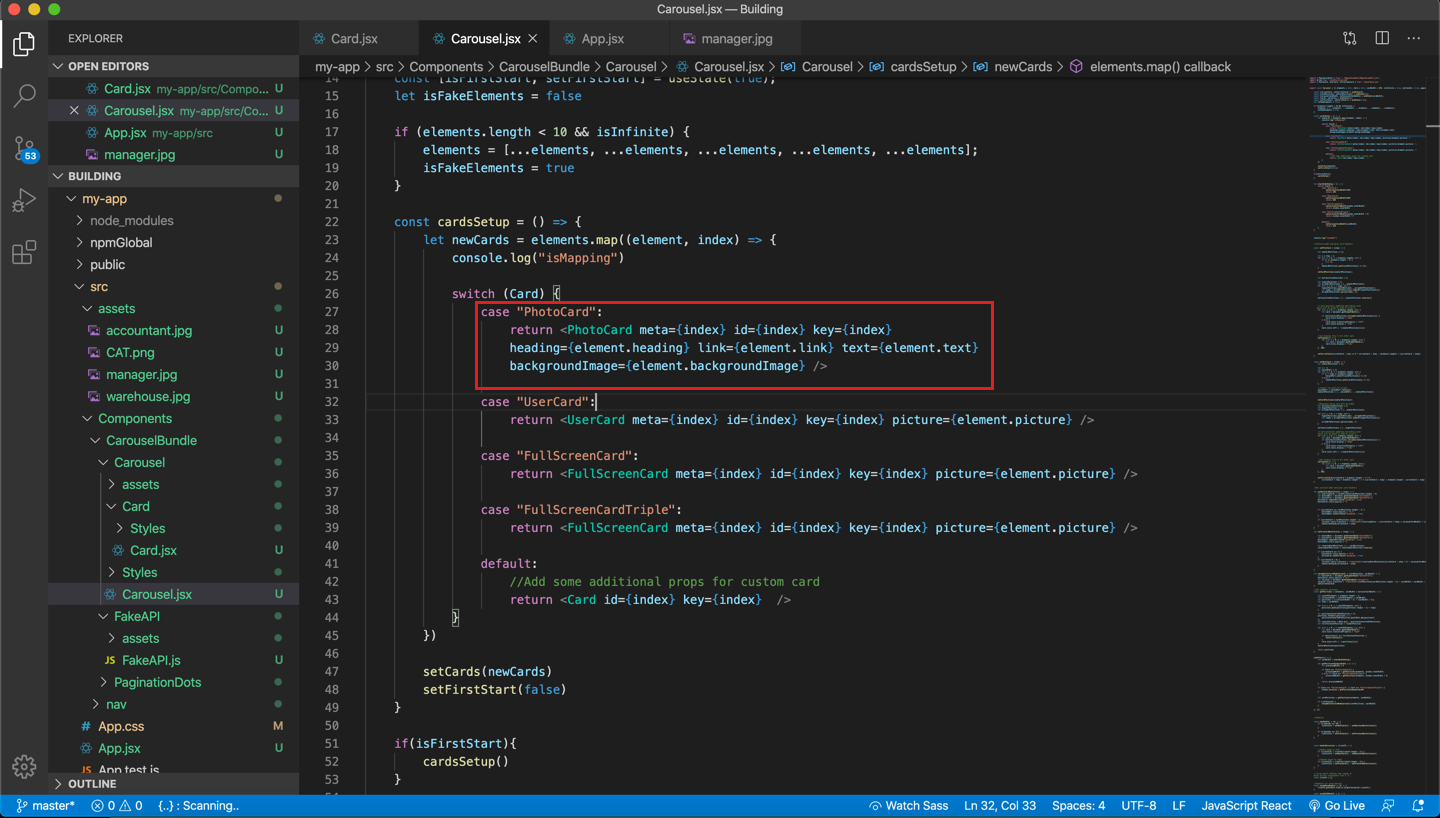 Carousel.jsx — Building
EXPLORER
OPEN EDITORS
Card.jsx my-app/src/Compo... U
Carousel.jsx my-app/src/Co... U
App.jsx my-app/src U
manager.jpg U
BUILDING
my-app
node_modules
npmGlobal
public
src
assets
accountant.jpg U
CAT.png U
manager.jpg U
warehouse.jpg U
Components
CarouselBundle
Carousel
assets
Card
Styles
Card.jsx U
Styles
Carousel.jsx U
FakeAPI
assets
JS FakeAPI.js U
PaginationDots
nav
# App.css M
App.jsx U
JS App.test.js
OUTLINE
53
Card.jsx
Carousel.jsx
App.jsx
manager.jpg
my-app > src > Components > CarouselBundle > Carousel > Carousel.jsx > Carousel > cardsSetup > newCards > elements.map() callback
14 const [isFirstStart, setFirstStart] = useState(true);
15 let isFakeElements = false
16
17 if (elements.length < 10 && isInfinite) {
18 elements = [...elements, ...elements, ...elements, ...elements, ...elements];
19 isFakeElements = true
20 }
21
22 const cardsSetup = () => {
23 let newCards = elements.map((element, index) => {
24 console.log("isMapping")
25
26 switch (Card) {
27 case "PhotoCard":
28 return <PhotoCard meta={index} id={index} key={index}
29 heading={element.heading} link={element.link} text={element.text}
30 backgroundImage={element.backgroundImage} />
31
32 case "UserCard":
33 return <UserCard meta={index} id={index} key={index} picture={element.picture} />
34
35 case "FullScreenCard":
36 return <FullScreenCard meta={index} id={index} key={index} picture={element.picture} />
37
38 case "FullScreenCardTriple":
39 return <FullScreenCard meta={index} id={index} key={index} picture={element.picture} />
40
41 default:
42 //Add some additional props for custom card
43 return <Card id={index} key={index}  />
44 }
45 })
46
47 setCards(newCards)
48 setFirstStart(false)
49 }
50
51 if(isFirstStart){
52 cardsSetup()
53 }
master* 0 0 {..} : Scanning.. Watch Sass Ln 32, Col 33 Spaces: 4 UTF-8 LF JavaScript React Go Live